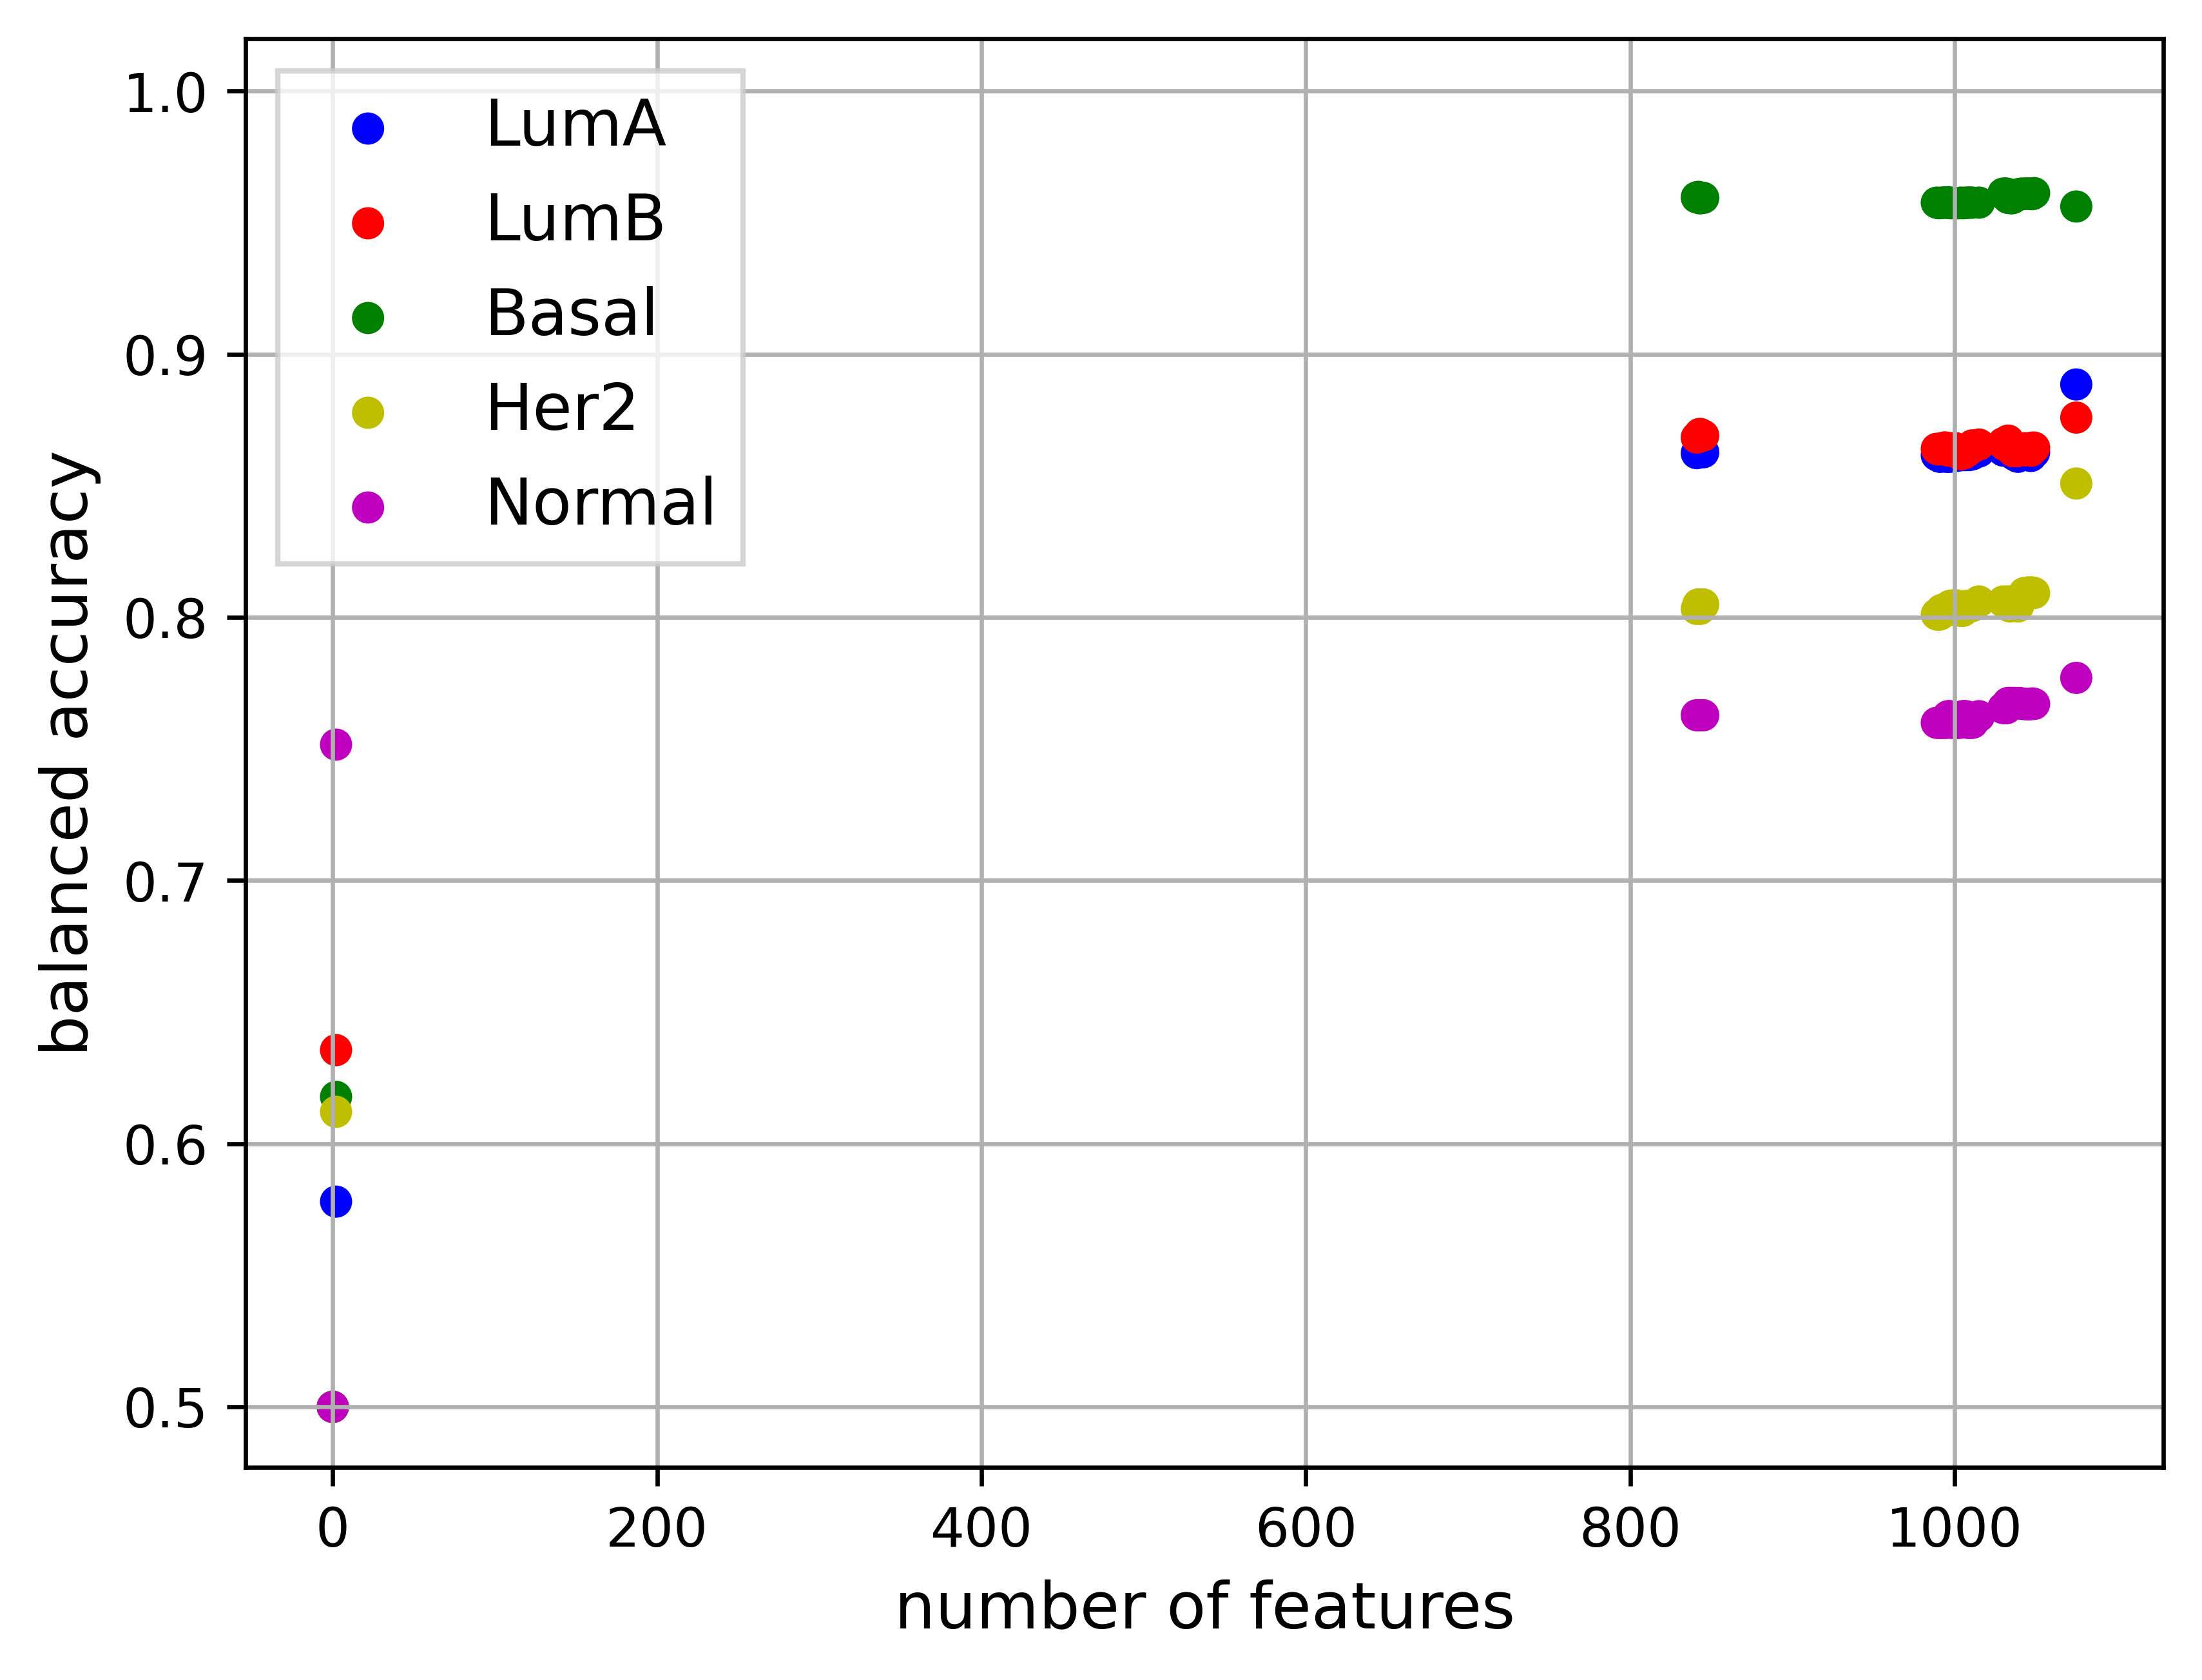 LumA
LumB
Basal
Her2
Normal
balanced accuracy
1.0
0.9
0.8
0.7
0.6
0.5
0 200 400 600 800 1000
number of features